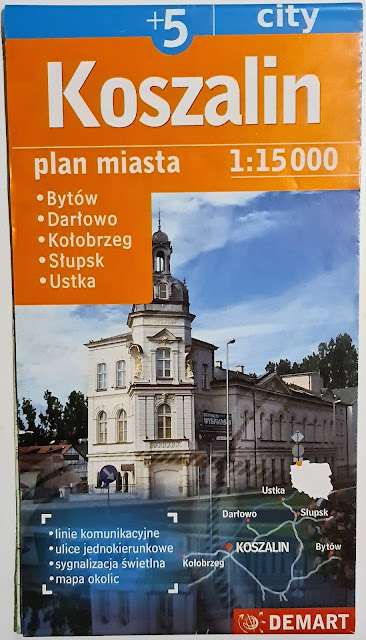 +5 city
Koszalin
plan miasta 1:15 000
•Bytów
•Darłowo
•Kołobrzeg
•Słupsk
•Ustka
•linie komunikacyjne
•ulice jednokierunkowe
•sygnalizacja świetlna
•mapa okolic
Ustka
Darłowo
Słupsk
KOSZALIN
Bytów
Kołobrzeg
DEMART